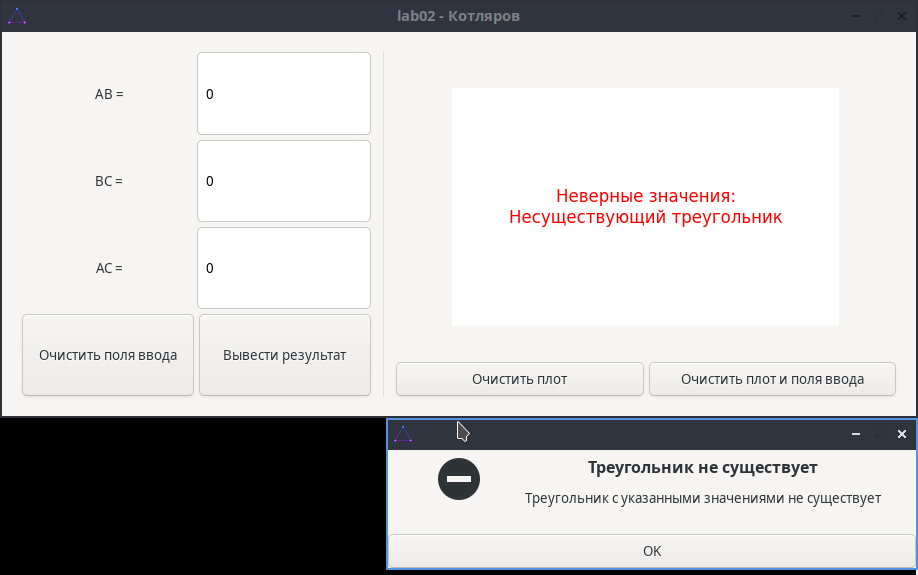 lab02 - Котляров
AB =
0
BC =
0
AC =
0
Очистить поля ввода
Вывести результат
Неверные значения:
Несуществующий треугольник
Очистить плот
Очистить плот и поля ввода
Треугольник не существует
Треугольник с указанными значениями не существует
OK